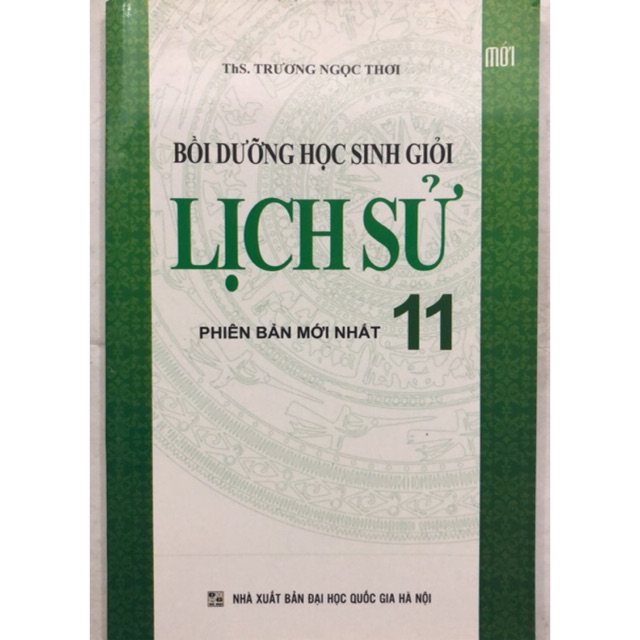 ThS. TRƯƠNG NGỌC THƠI
MỚI
BỒI DƯỠNG HỌC SINH GIỎI
LỊCH SỬ
PHIÊN BẢN MỚI NHẤT 11
NHÀ XUẤT BẢN ĐẠI HỌC QUỐC GIA HÀ NỘI